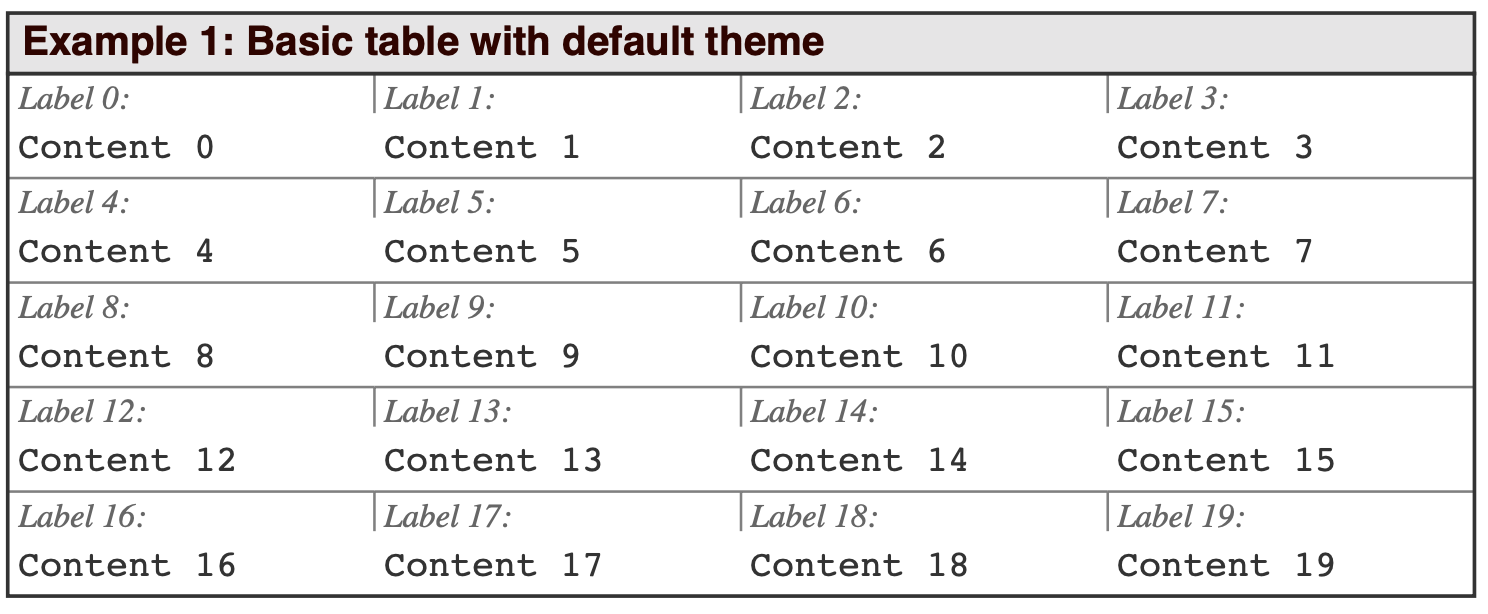 Example 1: Basic table with default theme
Label 0: Label 1: Label 2: Label 3:
Content 0 Content 1 Content 2 Content 3
Label 4: Label 5: Label 6: Label 7:
Content 4 Content 5 Content 6 Content 7
Label 8: Label 9: Label 10: Label 11:
Content 8 Content 9 Content 10 Content 11
Label 12: Label 13: Label 14: Label 15:
Content 12 Content 13 Content 14 Content 15
Label 16: Label 17: Label 18: Label 19:
Content 16 Content 17 Content 18 Content 19